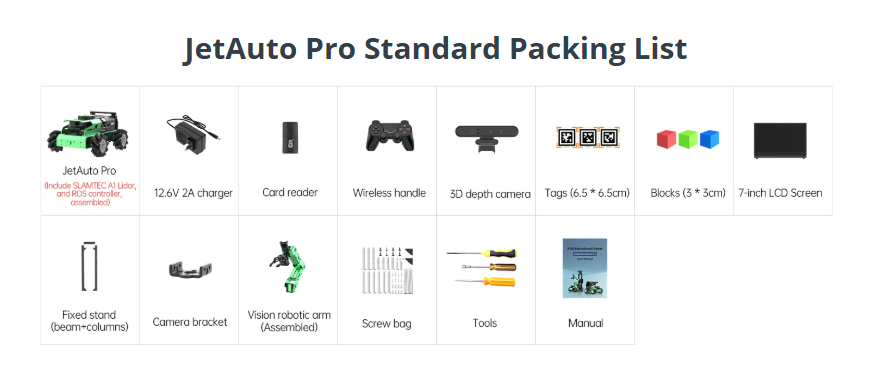 JetAuto Pro Standard Packing List
JetAuto Pro
(Include SLAMTEC A1 Lidar,
and ROS controller,
assembled)
12.6V 2A charger
Card reader
Wireless handle
3D depth camera
Tags (6.5 * 6.5cm)
Blocks (3 * 3cm)
7-inch LCD Screen
Fixed stand
(beam+columns)
Camera bracket
Vision robotic arm
(Assembled)
Screw bag
Tools
Manual